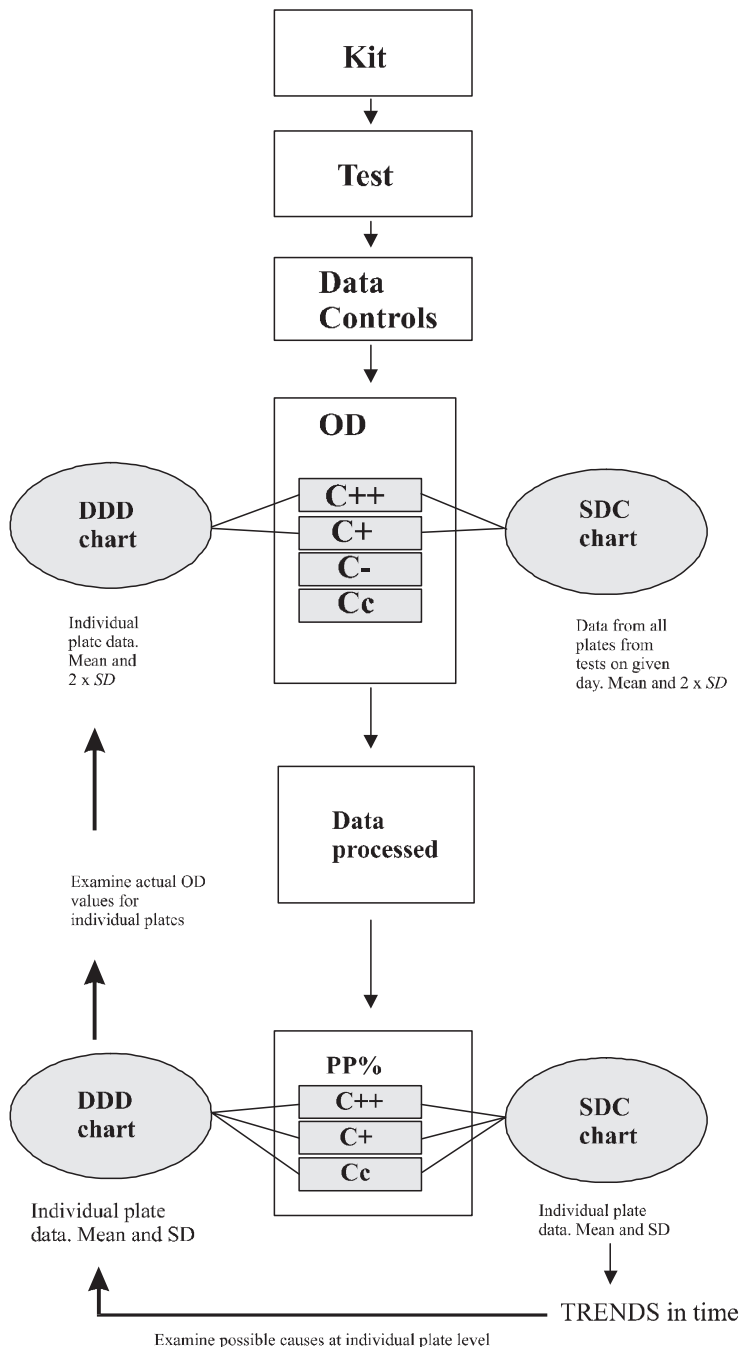 Kit
Test
Data
Controls
OD
C++
C+
C-
Cc
DDD
chart
SDC
chart
Individual
plate data.
Mean and
2 x SD
Data from all
plates from
tests on given
day. Mean and 2 x SD
Data
processed
Examine actual OD
values for
individual plates
PP%
C++
C+
Cc
DDD
chart
SDC
chart
Individual plate
data. Mean and SD
Individual plate
data. Mean and SD
TRENDS in time
Examine possible causes at individual plate level